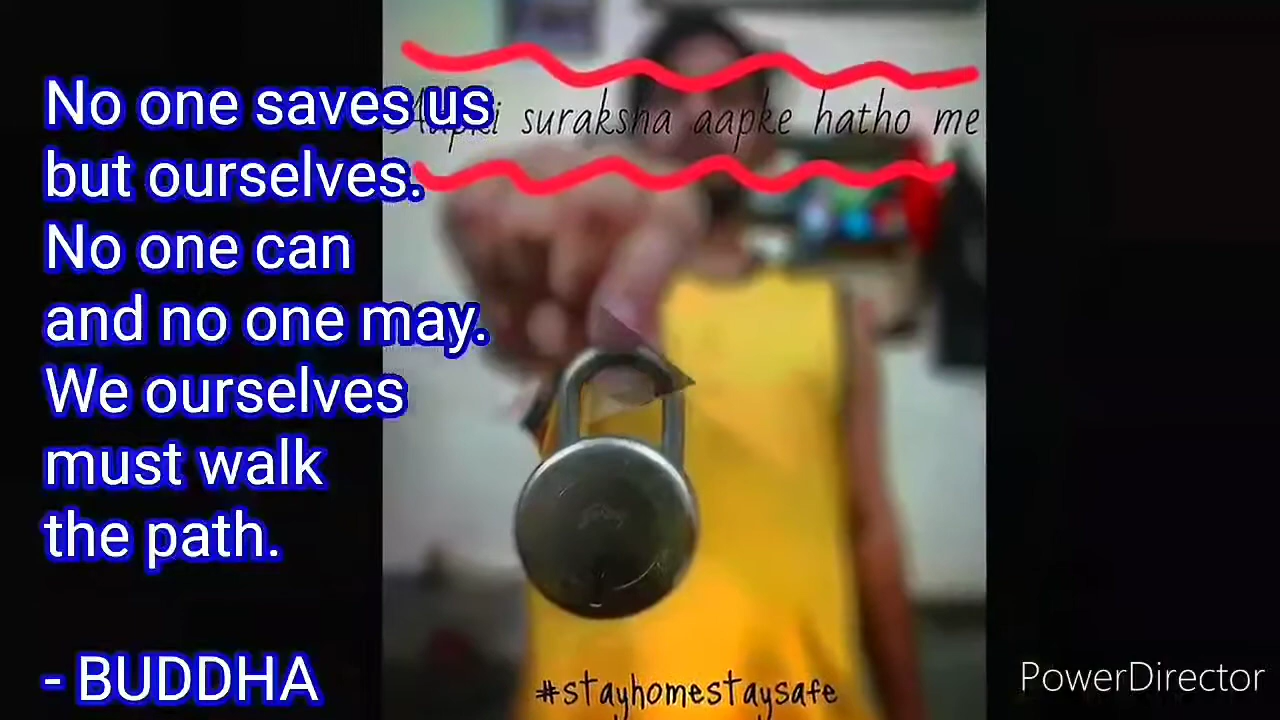 No one saves us
but ourselves.
No one can
and no one may.
We ourselves
must walk
the path.
- BUDDHA
Aapki suraksha aapke hatho me
#stayhomestaysafe
PowerDirector